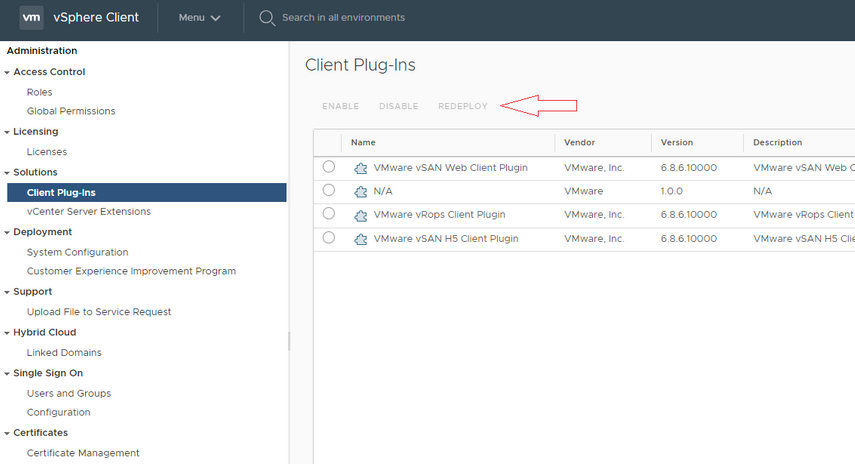 vm vSphere Client Menu Search in all environments
Administration
Access Control
Roles
Global Permissions
Licensing
Licenses
Solutions
Client Plug-Ins
vCenter Server Extensions
Deployment
System Configuration
Customer Experience Improvement Program
Support
Upload File to Service Request
Hybrid Cloud
Linked Domains
Single Sign On
Users and Groups
Configuration
Certificates
Certificate Management
Client Plug-Ins
ENABLE DISABLE REDEPLOY
Name Vendor Version Description
VMware vSAN Web Client Plugin VMware, Inc. 6.8.6.10000 VMware vSAN Web C
N/A VMware 1.0.0 N/A
VMware vRops Client Plugin VMware, Inc. 6.8.6.10000 VMware vRops Client
VMware vSAN H5 Client Plugin VMware, Inc. 6.8.6.10000 VMware vSAN H5 Clie